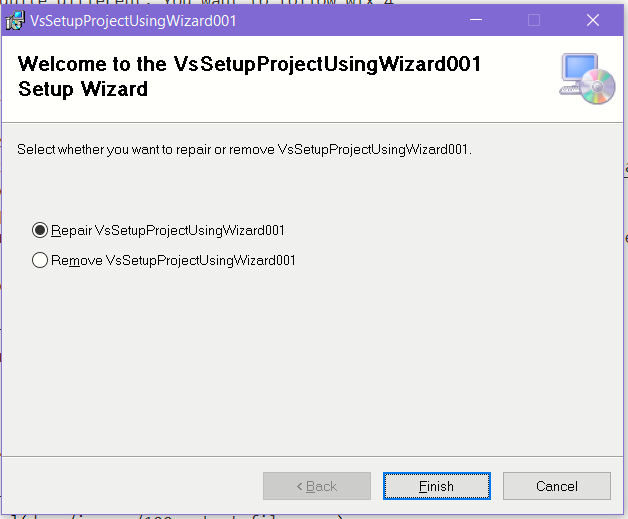 VsSetupProjectUsingWizard001
Welcome to the VsSetupProjectUsingWizard001
Setup Wizard
Select whether you want to repair or remove VsSetupProjectUsingWizard001.
Repair VsSetupProjectUsingWizard001
Remove VsSetupProjectUsingWizard001
< Back
Finish
Cancel